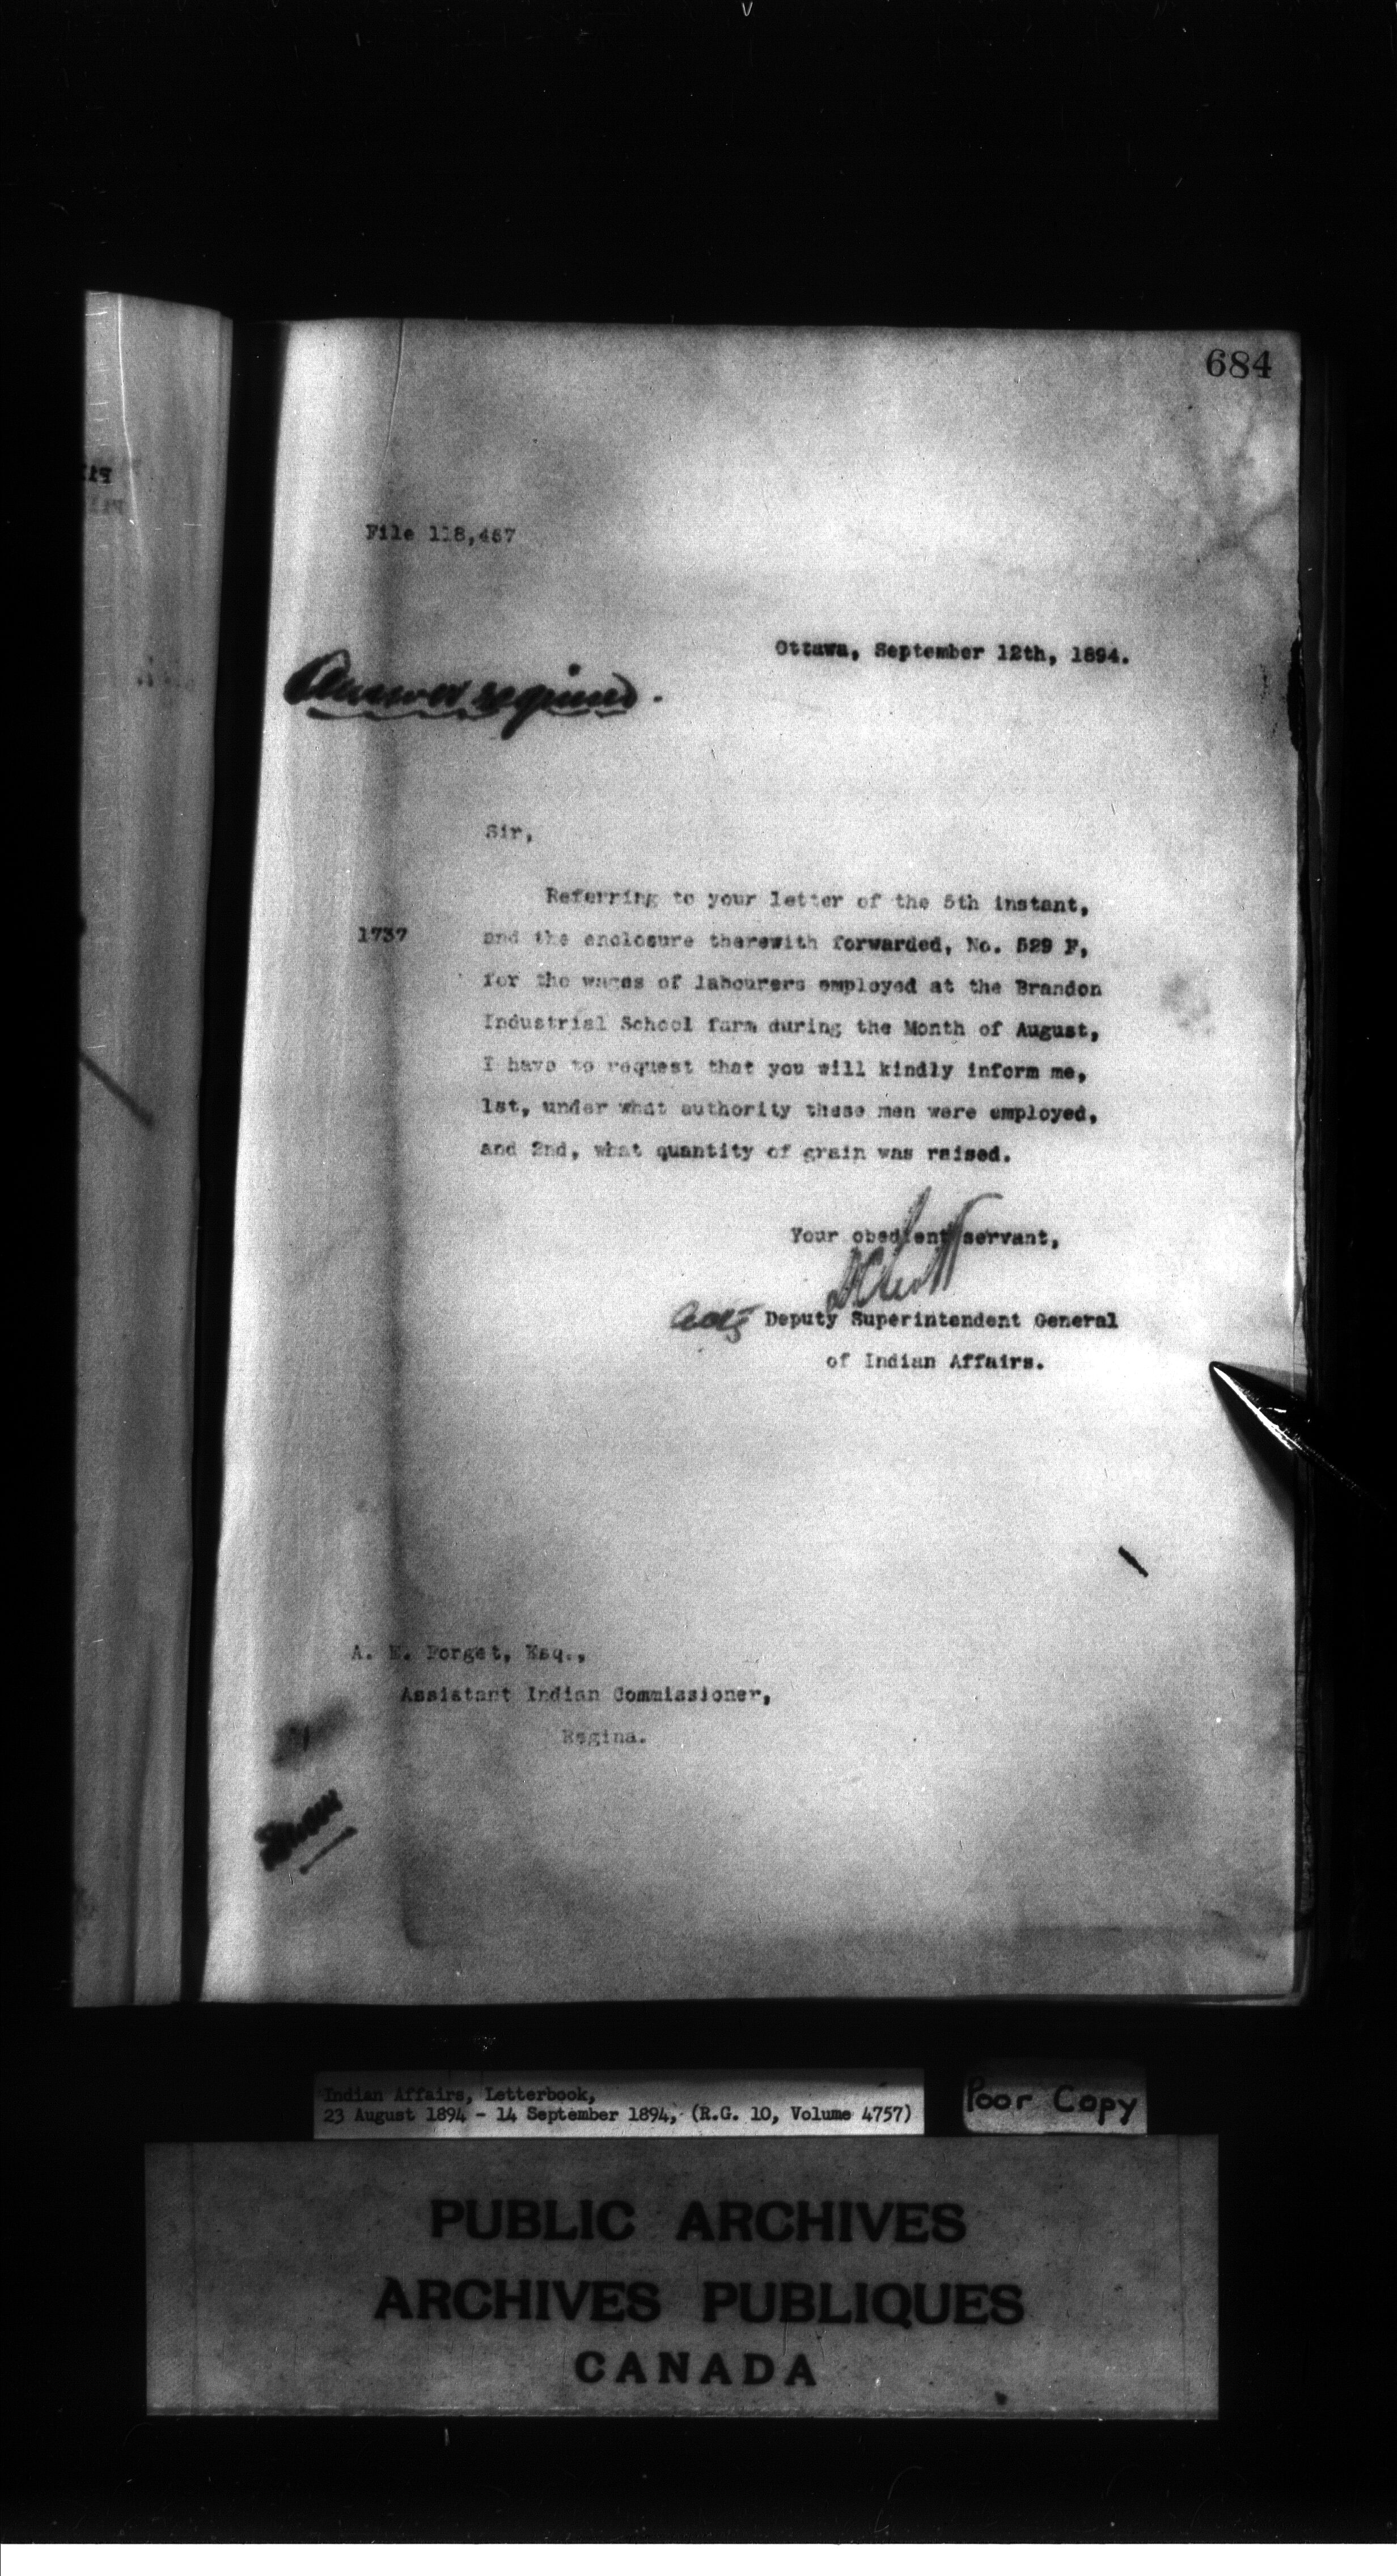 684
File 118,467
Ottawa, September 12th, 1894.
Answer required.
Sir,
Referring to your letter of the 5th instant,
1737 and the enclosure therewith forwarded, No. 529 F,
for the wages of labourers employed at the Brandon
Industrial School farm during the Month of August,
I have to request that you will kindly inform me,
1st, under what authority these men were employed,
and 2nd, what quantity of grain was raised.
Your obedient servant,
Actg Deputy Superintendent General
of Indian Affairs.
A. E. Forget, Esq.,
Assistant Indian Commissioner,
Regina.
Indian Affairs, Letterbook,
23 August 1894 - 14 September 1894, (R.G. 10, Volume 4757)
Poor Copy
PUBLIC ARCHIVES
ARCHIVES PUBLIQUES
CANADA